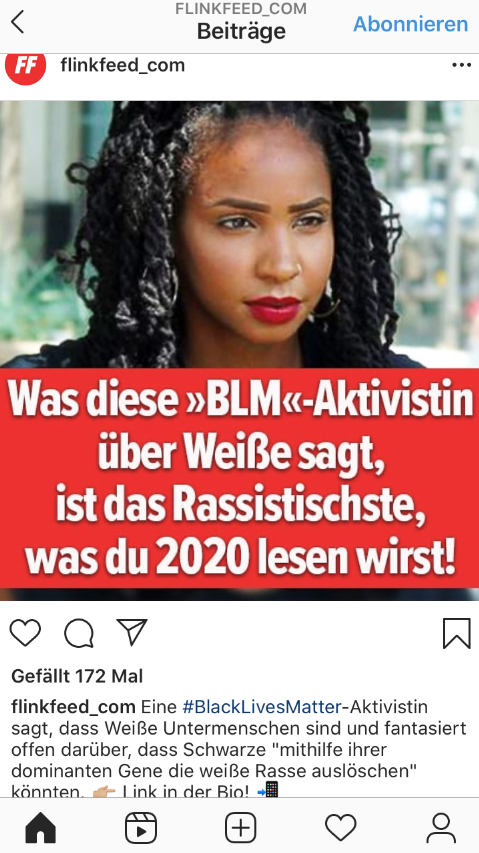 FLINKFEED_COM
Beiträge
Abonnieren
FF
flinkfeed_com
Was diese »BLM«-Aktivistin
über Weiße sagt,
ist das Rassistischste,
was du 2020 lesen wirst!
Gefällt 172 Mal
flinkfeed_com Eine #BlackLivesMatter-Aktivistin
sagt, dass Weiße Untermenschen sind und fantasiert
offen darüber, dass Schwarze "mithilfe ihrer
dominanten Gene die weiße Rasse auslöschen"
könnten. 👉🏼 Link in der Bio! 📲